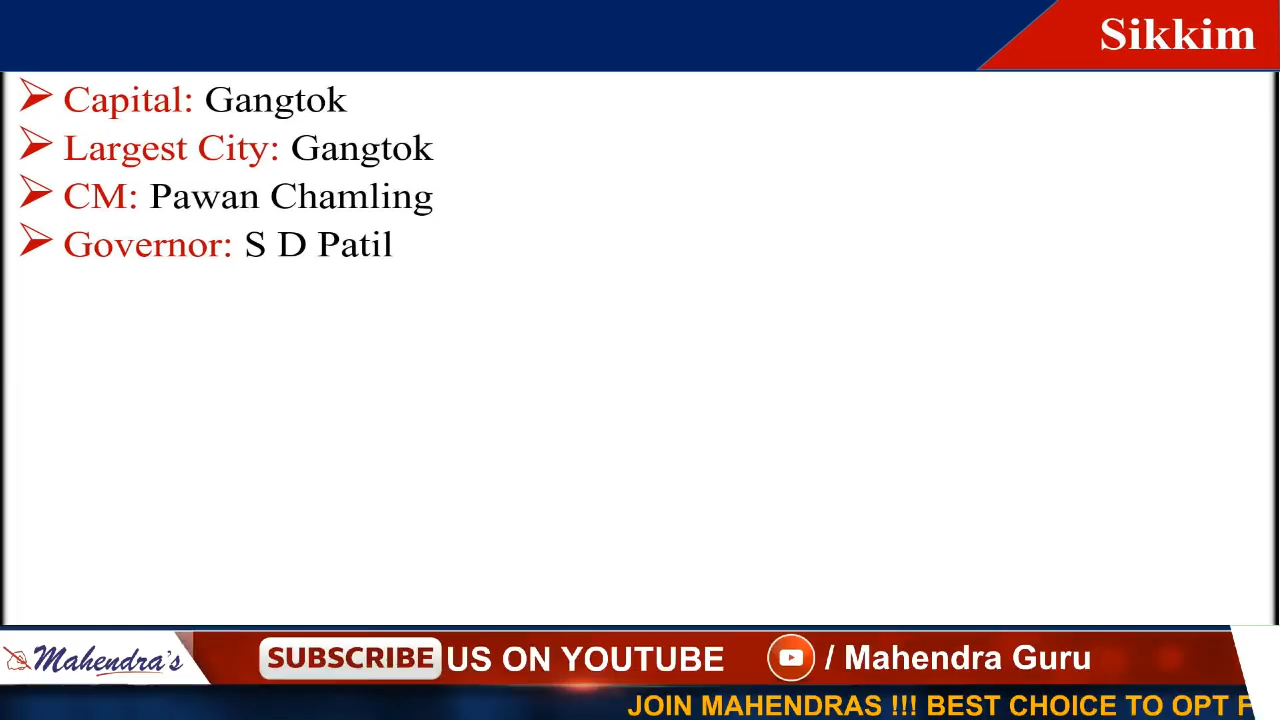 Sikkim
Capital: Gangtok
Largest City: Gangtok
CM: Pawan Chamling
Governor: S D Patil
Mahendra's
SUBSCRIBE US ON YOUTUBE
/ Mahendra Guru
JOIN MAHENDRAS !!! BEST CHOICE TO OPT F